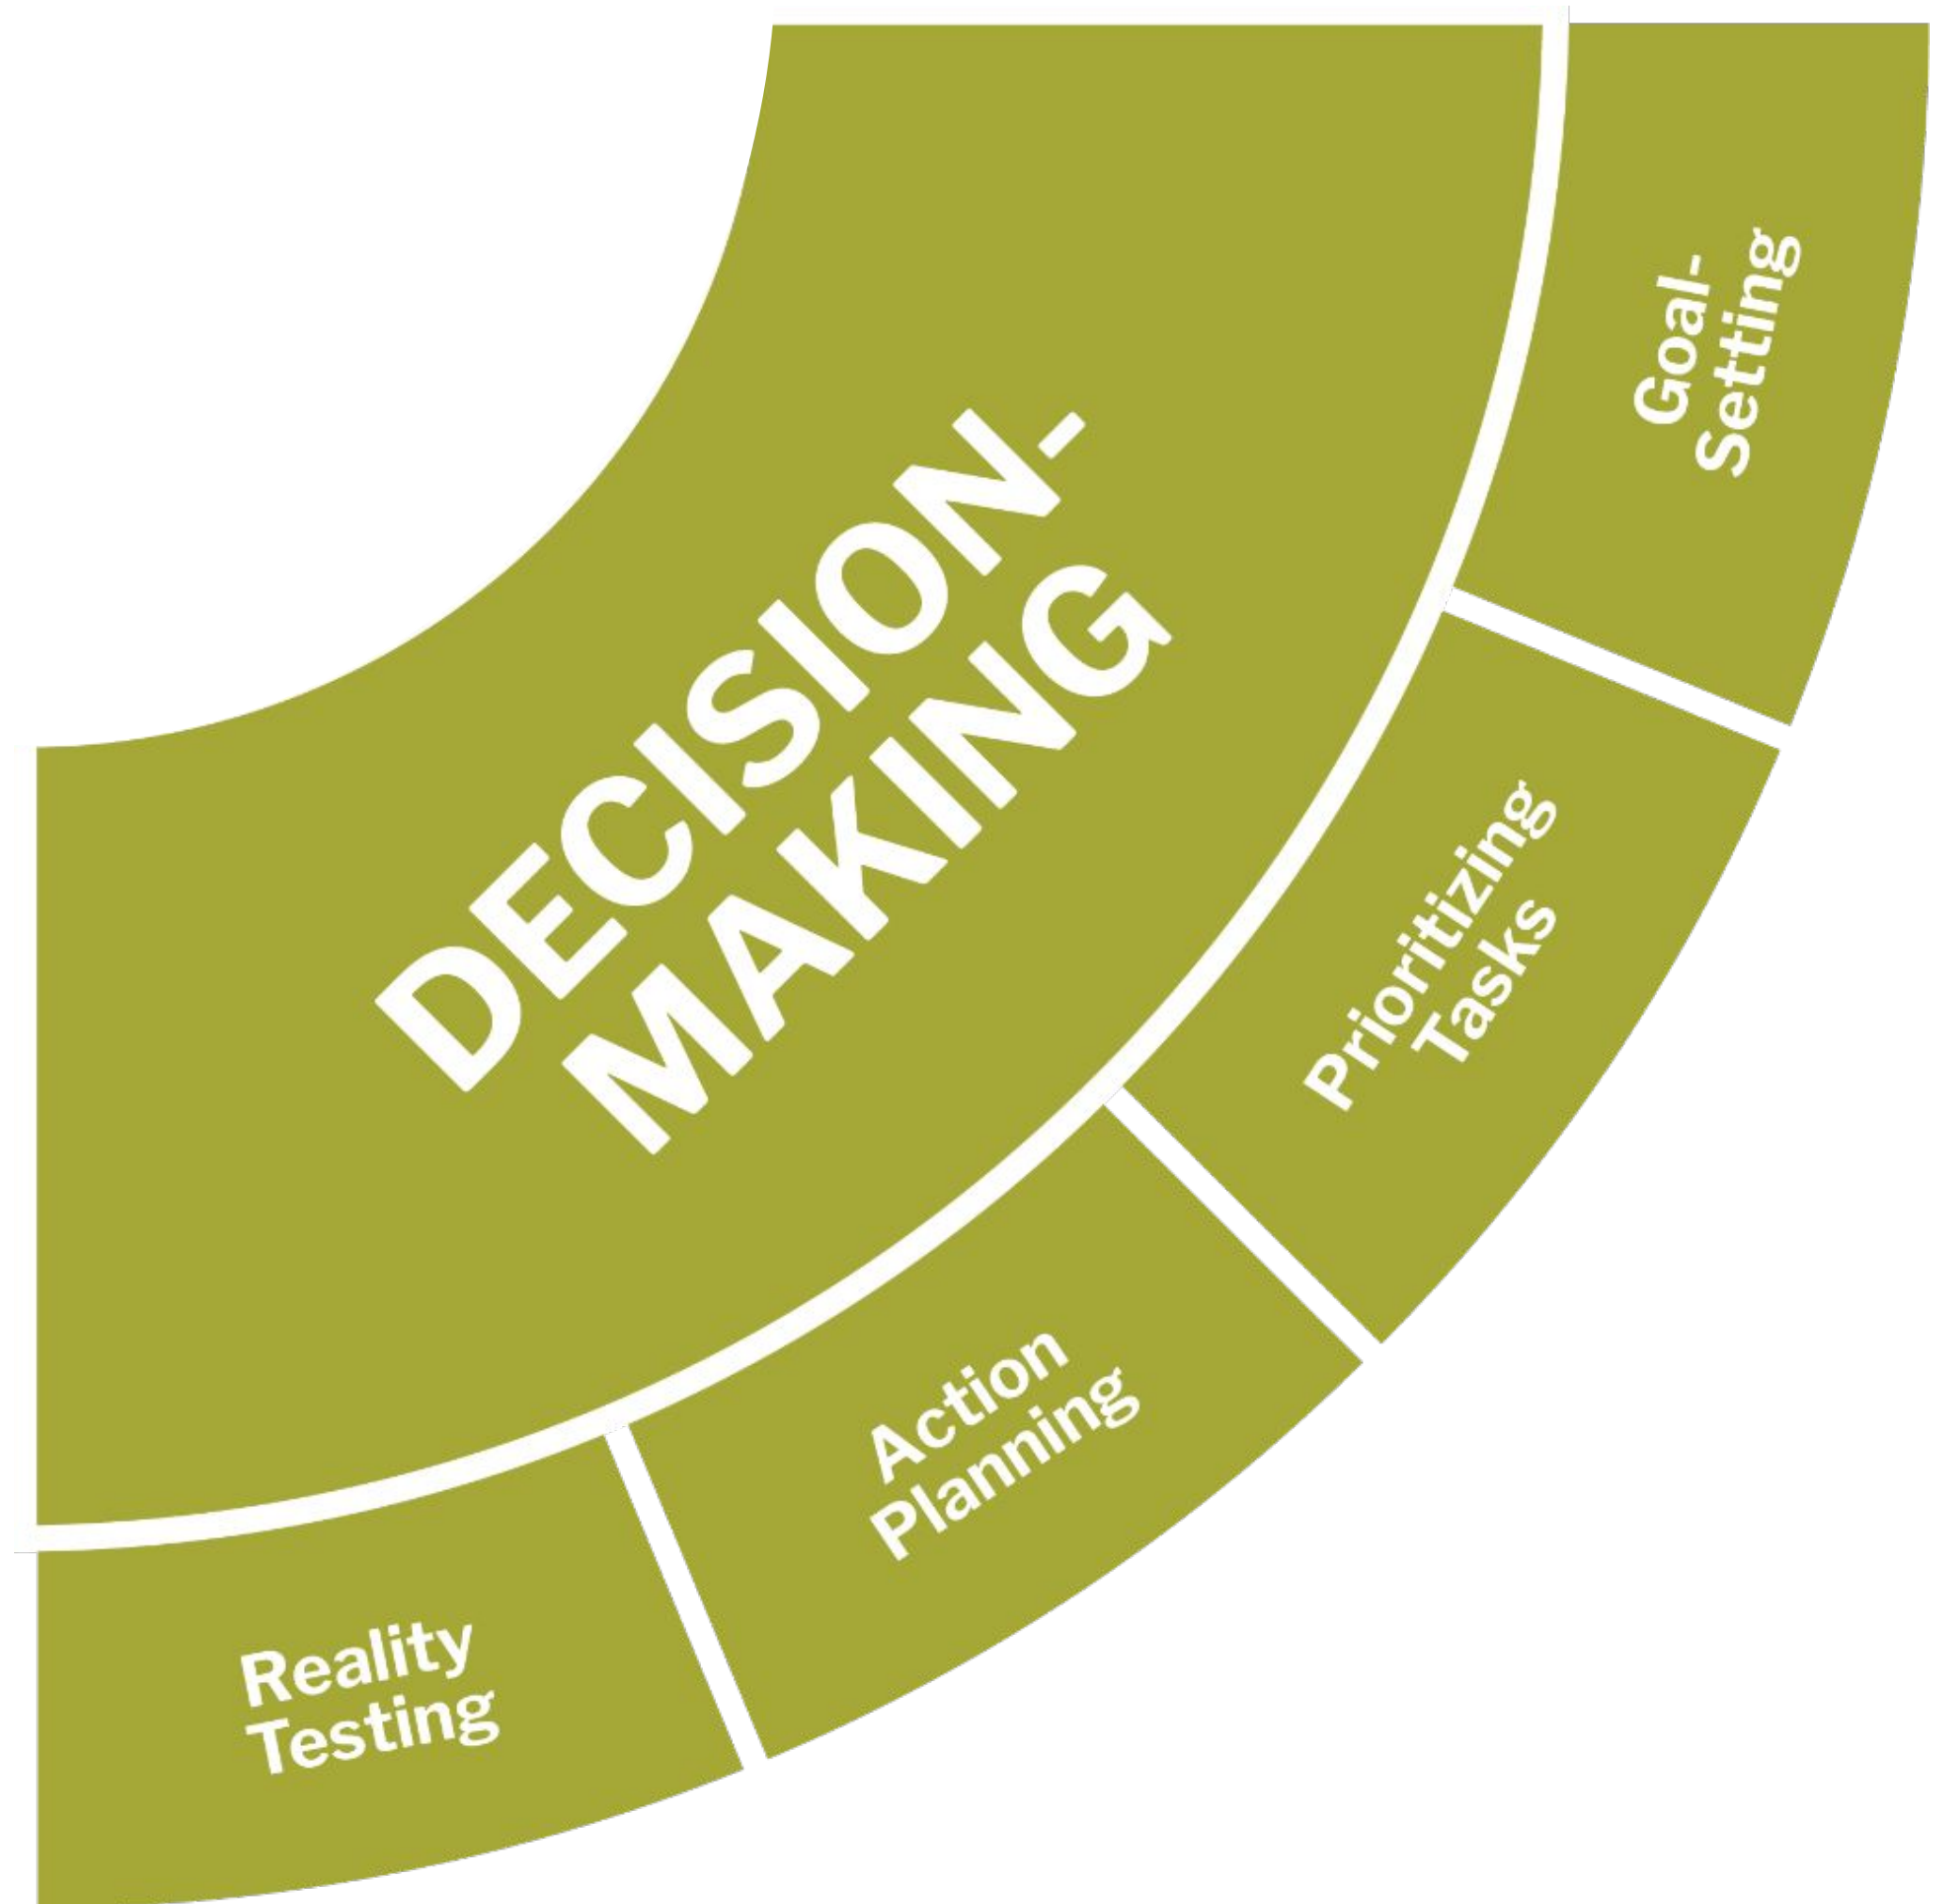 DECISION-
MAKING
Goal-
Setting
Prioritizing
Tasks
Action
Planning
Reality
Testing